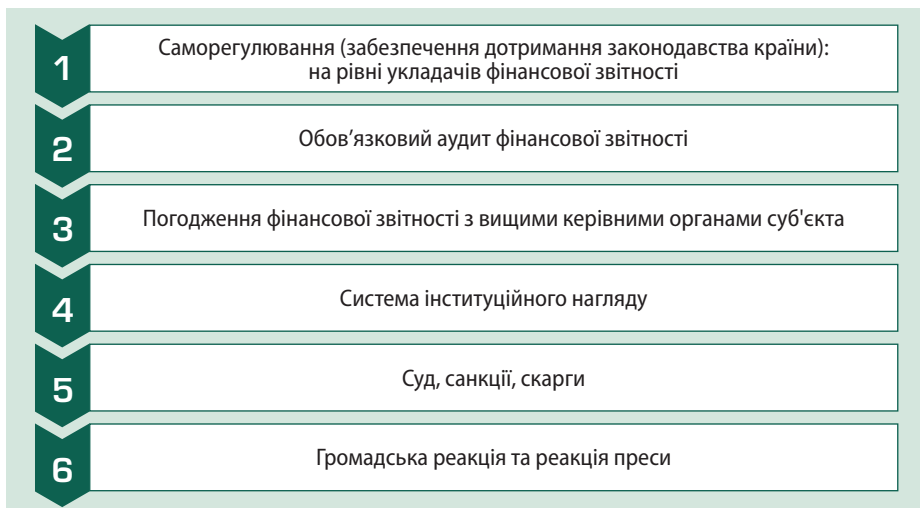 1
Саморегулювання (забезпечення дотримання законодавства країни):
на рівні укладачів фінансової звітності
2
Обов’язковий аудит фінансової звітності
3
Погодження фінансової звітності з вищими керівними органами суб'єкта
4
Система інституційного нагляду
5
Суд, санкції, скарги
6
Громадська реакція та реакція преси